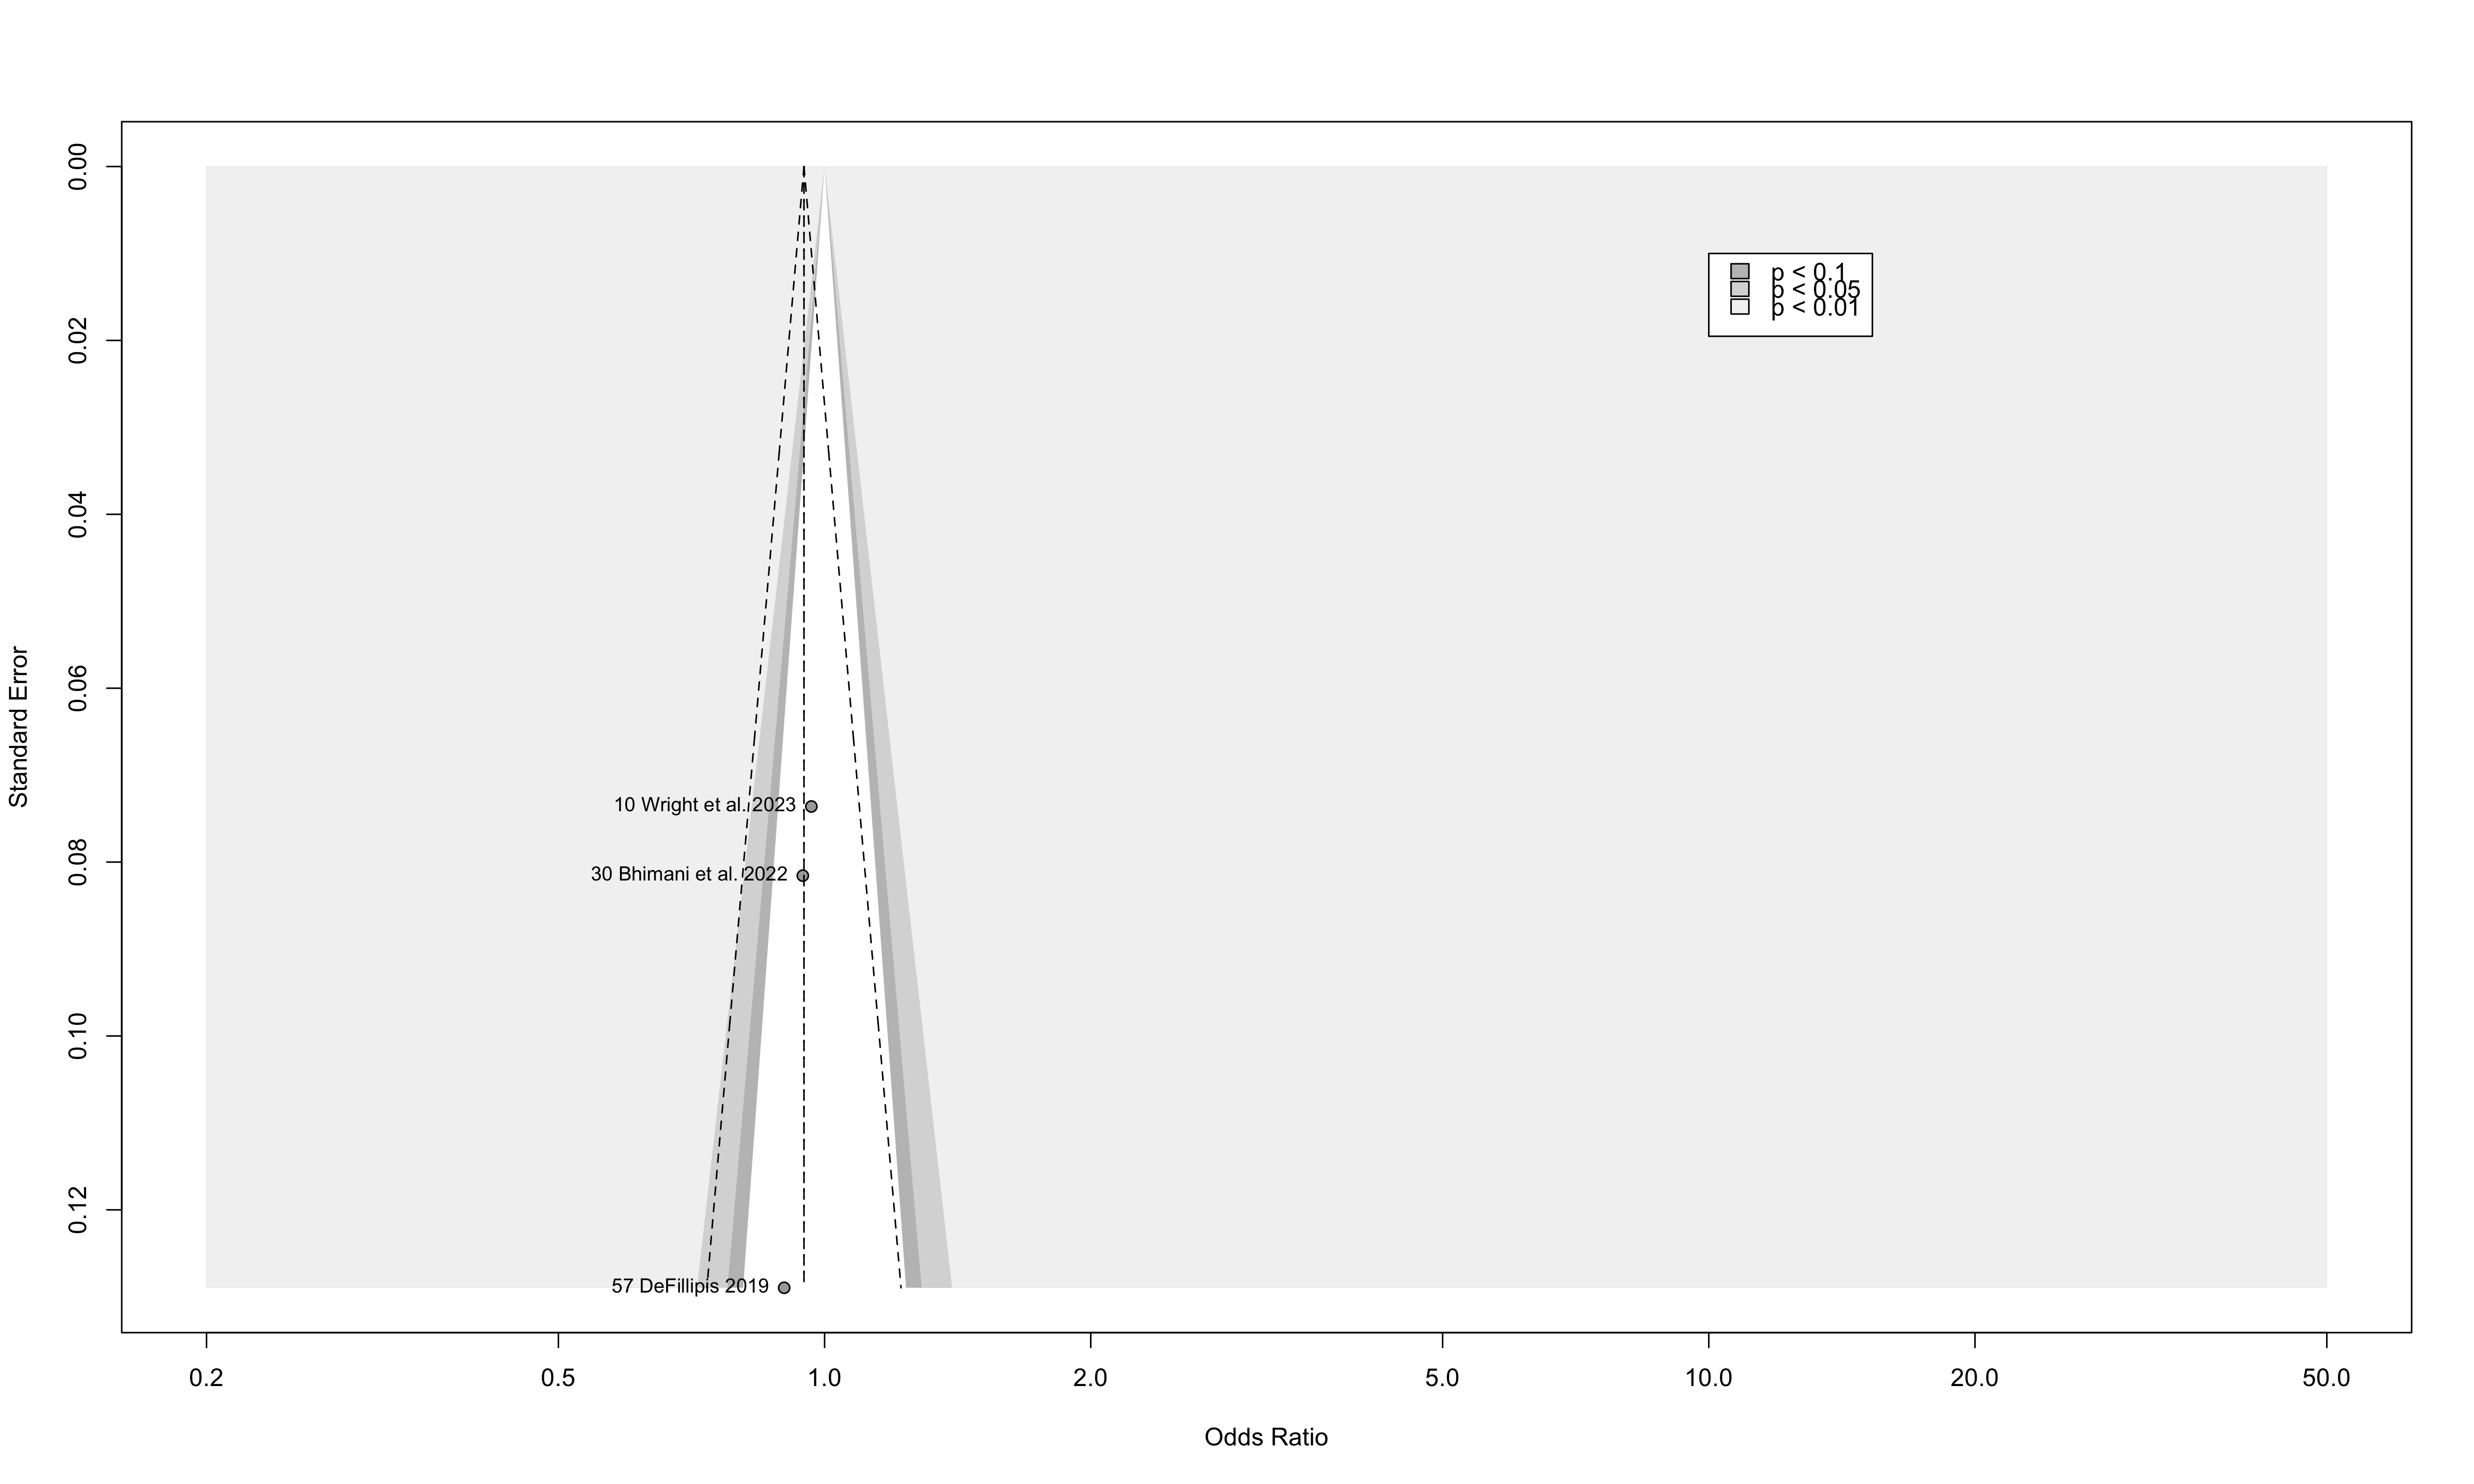 0.00
0.02
0.04
0.06
0.08
0.10
0.12
Standard Error
p < 0.1
p < 0.05
p < 0.01
10 Wright et al. 2023
30 Bhimani et al. 2022
57 DeFillipis 2019
0.2 0.5 1.0 2.0 5.0 10.0 20.0 50.0
Odds Ratio